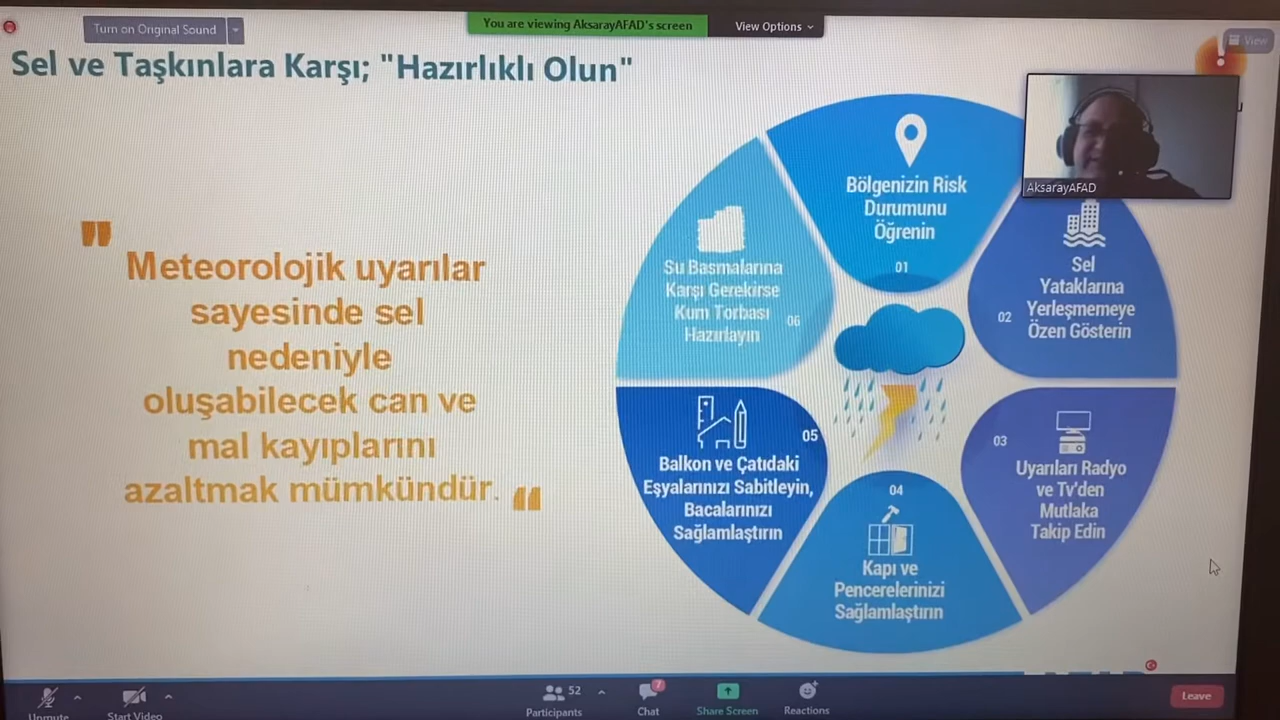 Turn on Original Sound
You are viewing AksarayAFAD's screen
View Options
View
Sel ve Taşkınlara Karşı; "Hazırlıklı Olun"
AksarayAFAD
"
Meteorolojik uyarılar
sayesinde sel
nedeniyle
oluşabilecek can ve
mal kayıplarını
azaltmak mümkündür.
"
Bölgenizin Risk
Durumunu
Öğrenin
01
Sel
Yataklarına
Yerleşmemeye
Özen Gösterin
02
03
Uyarıları Radyo
ve Tv'den
Mutlaka
Takip Edin
04
Kapı ve
Pencerelerinizi
Sağlamlaştırın
05
Balkon ve Çatıdaki
Eşyalarınızı Sabitleyin,
Bacalarınızı
Sağlamlaştırın
Su Basmalarına
Karşı Gerekirse
Kum Torbası
Hazırlayın
06
Unmute
Start Video
52
Participants
7
Chat
Share Screen
Reactions
Leave